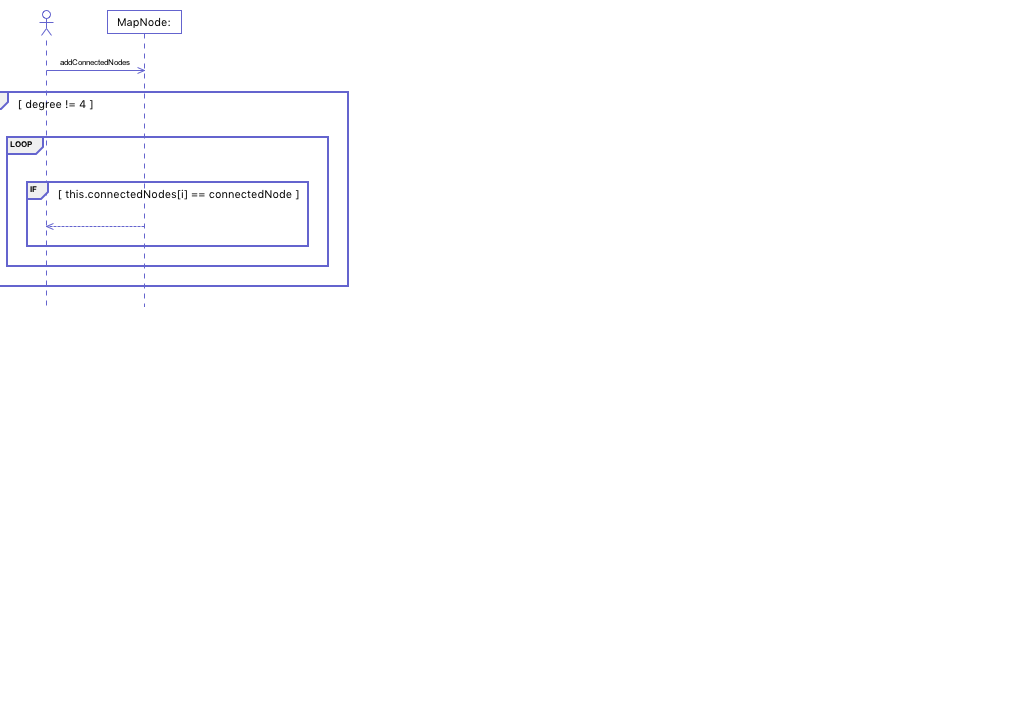 MapNode:
addConnectedNodes
[ degree != 4 ]
LOOP
IF
[ this.connectedNodes[i] == connectedNode ]